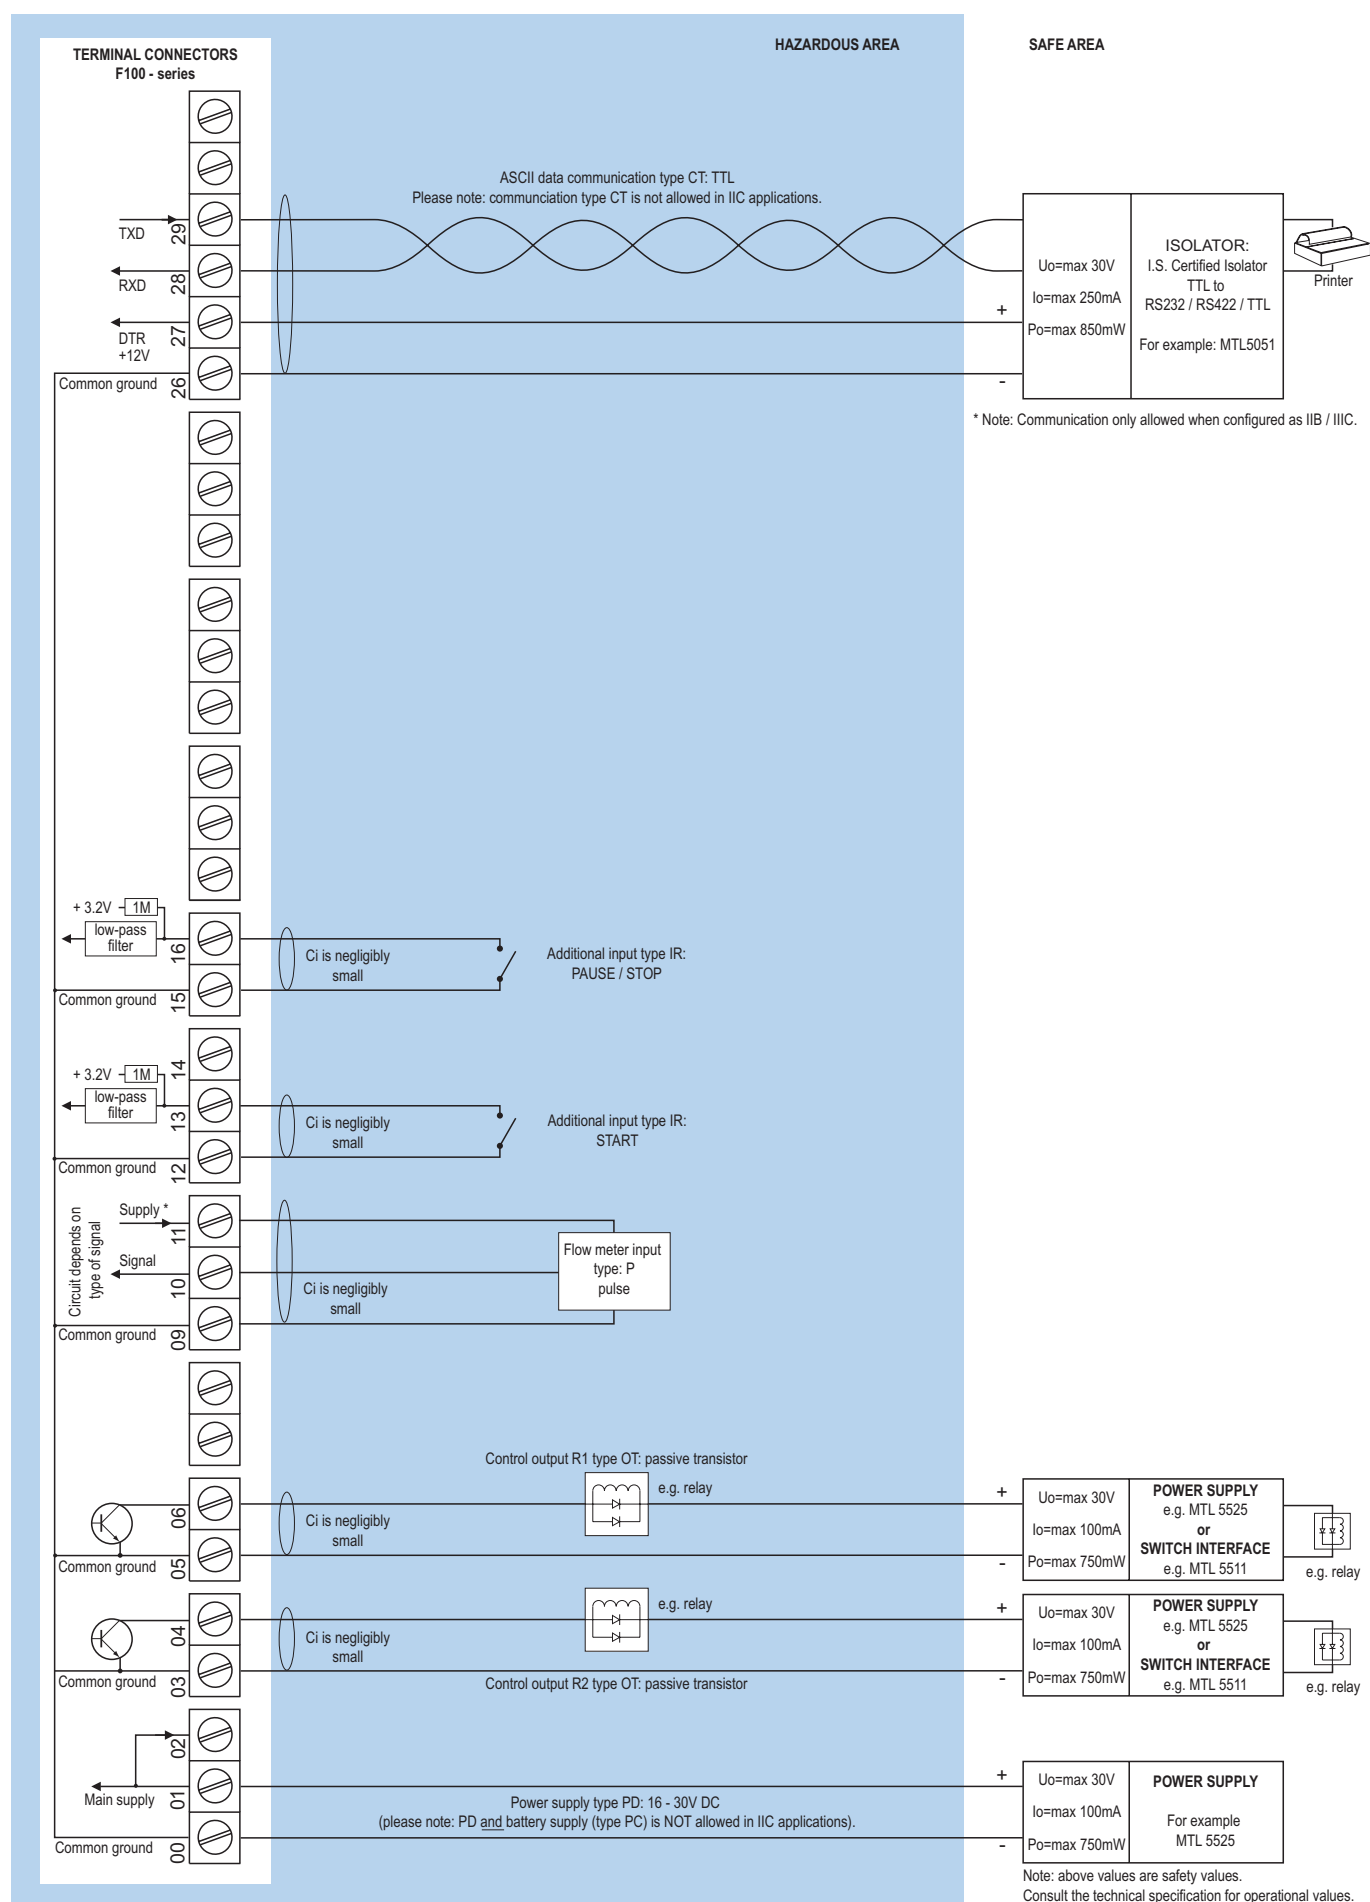 HAZARDOUS AREA
SAFE AREA
TERMINAL CONNECTORS
F100 - series
ASCII data communication type CT: TTL
Please note: communciation type CT is not allowed in IIC applications.
TXD
29
RXD
28
DTR
+12V
27
Common ground
26
+
-
Uo=max 30V
Io=max 250mA
Po=max 850mW
ISOLATOR:
I.S. Certified Isolator
TTL to
RS232 / RS422 / TTL
For example: MTL5051
Printer
* Note: Communication only allowed when configured as IIB / IIIC.
+ 3.2V
1M
low-pass
filter
16
Common ground
15
Ci is negligibly
small
Additional input type IR:
PAUSE / STOP
14
+ 3.2V
1M
low-pass
filter
13
Common ground
12
Ci is negligibly
small
Additional input type IR:
START
Circuit depends on
type of signal
Supply *
11
Signal
10
Common ground
09
Ci is negligibly
small
Flow meter input
type: P
pulse
Control output R1 type OT: passive transistor
06
Common ground
05
Ci is negligibly
small
e.g. relay
+
-
Uo=max 30V
Io=max 100mA
Po=max 750mW
POWER SUPPLY
e.g. MTL 5525
or
SWITCH INTERFACE
e.g. MTL 5511
e.g. relay
04
Common ground
03
Ci is negligibly
small
e.g. relay
Control output R2 type OT: passive transistor
+
-
Uo=max 30V
Io=max 100mA
Po=max 750mW
POWER SUPPLY
e.g. MTL 5525
or
SWITCH INTERFACE
e.g. MTL 5511
e.g. relay
02
Main supply
01
Common ground
00
Power supply type PD: 16 - 30V DC
(please note: PD and battery supply (type PC) is NOT allowed in IIC applications).
+
-
Uo=max 30V
Io=max 100mA
Po=max 750mW
POWER SUPPLY
For example
MTL 5525
Note: above values are safety values.
Consult the technical specification for operational values.